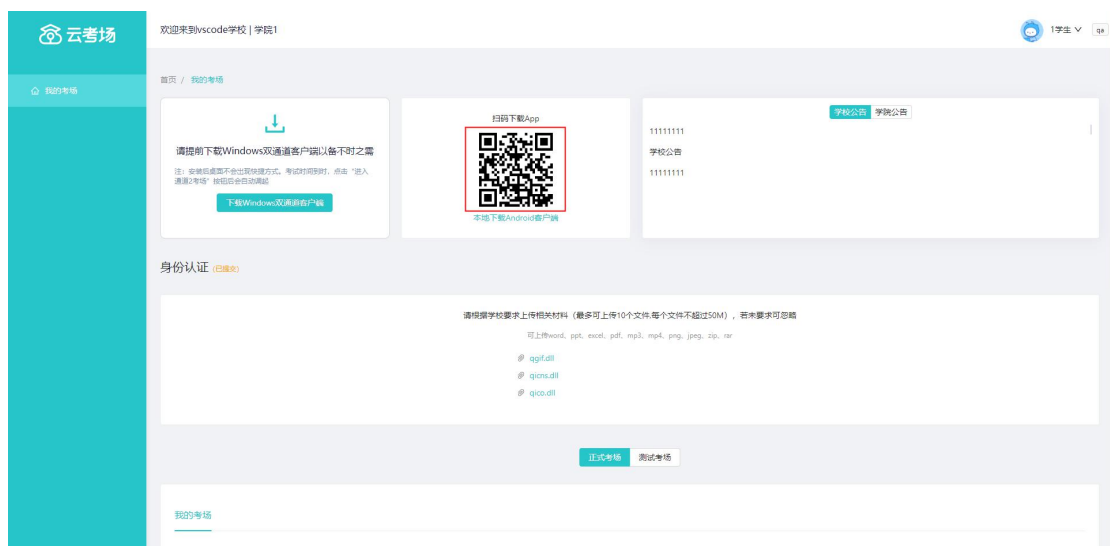 云考场
欢迎来到vscode学校 | 学院1
1学生
qa
我的考场
首页 / 我的考场
请提前下载Windows双通道客户端以备不时之需
注：安装后桌面不会出现快捷方式。考试时间到时，点击“进入
通道2考场”按钮后会自动调起
下载Windows双通道客户端
扫码下载App
本地下载Android客户端
学校公告 学院公告
11111111
学校公告
11111111
身份认证 (已提交)
请根据学校要求上传相关材料（最多可上传10个文件,每个文件不超过50M），若未要求可忽略
可上传word、ppt、excel、pdf、mp3、mp4、png、jpeg、zip、rar
qgif.dll
qicns.dll
qico.dll
正式考场 测试考场
我的考场